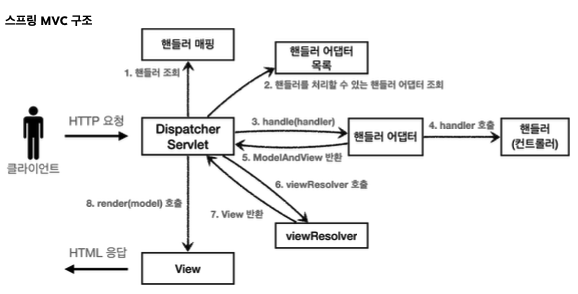 스프링 MVC 구조
핸들러 매핑
핸들러 어댑터
목록
1. 핸들러 조회
2. 핸들러를 처리할 수 있는 핸들러 어댑터 조회
HTTP 요청
클라이언트
Dispatcher
Servlet
3. handle(handler)
핸들러 어댑터
4. handler 호출
핸들러
(컨트롤러)
5. ModelAndView 반환
6. viewResolver 호출
7. View 반환
8. render(model) 호출
viewResolver
HTML 응답
View